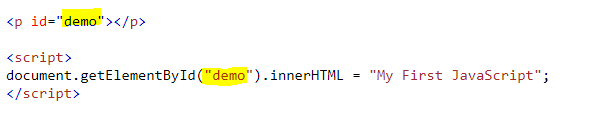 <p id="demo"></p>
<script>
document.getElementById("demo").innerHTML = "My First JavaScript";
</script>